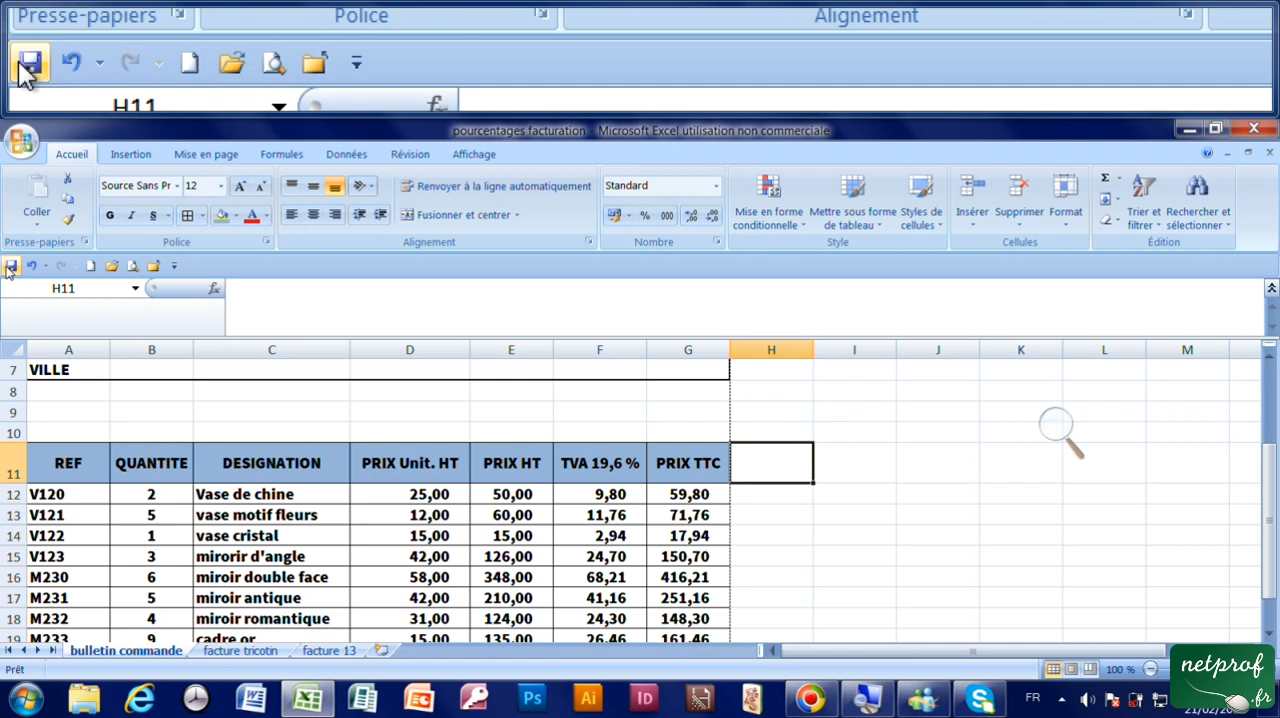 Presse-papiers Police Alignement
H11
pourcentages facturation - Microsoft Excel utilisation non commerciale
Accueil Insertion Mise en page Formules Données Révision Affichage
Coller
Source Sans Pr 12
G I S
Renvoyer à la ligne automatiquement
Fusionner et centrer
Standard
% 000
Mise en forme conditionnelle
Mettre sous forme de tableau
Styles de cellules
Insérer Supprimer Format
Trier et filtrer
Rechercher et sélectionner
Presse-papiers Police Alignement Nombre Style Cellules Édition
H11 fx
A B C D E F G H I J K L M
7 VILLE
8
9
10
11 REF QUANTITE DESIGNATION PRIX Unit. HT PRIX HT TVA 19,6 % PRIX TTC
12 V120 2 Vase de chine 25,00 50,00 9,80 59,80
13 V121 5 vase motif fleurs 12,00 60,00 11,76 71,76
14 V122 1 vase cristal 15,00 15,00 2,94 17,94
15 V123 3 mirorir d'angle 42,00 126,00 24,70 150,70
16 M230 6 miroir double face 58,00 348,00 68,21 416,21
17 M231 5 miroir antique 42,00 210,00 41,16 251,16
18 M232 4 miroir romantique 31,00 124,00 24,30 148,30
19 M233 9 cadre or 15,00 135,00 26,46 161,46
bulletin commande facture tricotin facture 13
Prêt 100 %
netprof.fr
Ps Ai ID FR